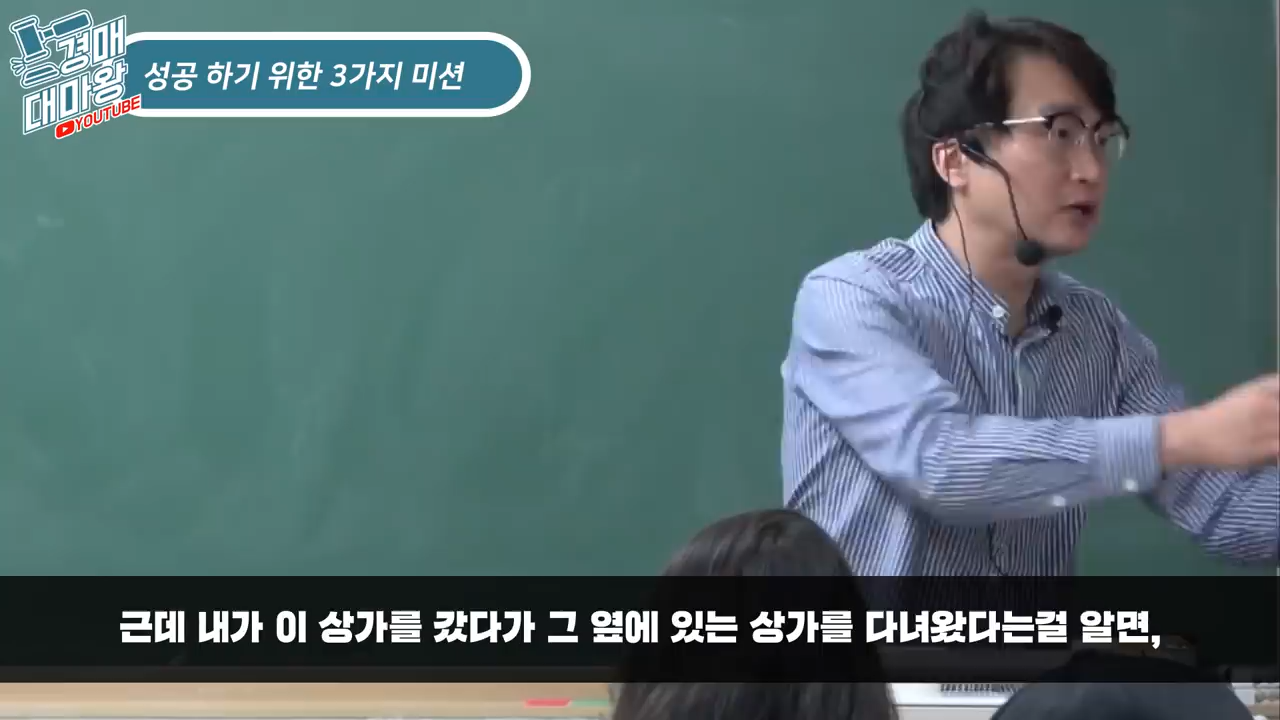 경매
대마왕
YOUTUBE
성공 하기 위한 3가지 미션
근데 내가 이 상가를 갔다가 그 옆에 있는 상가를 다녀왔다는걸 알면,